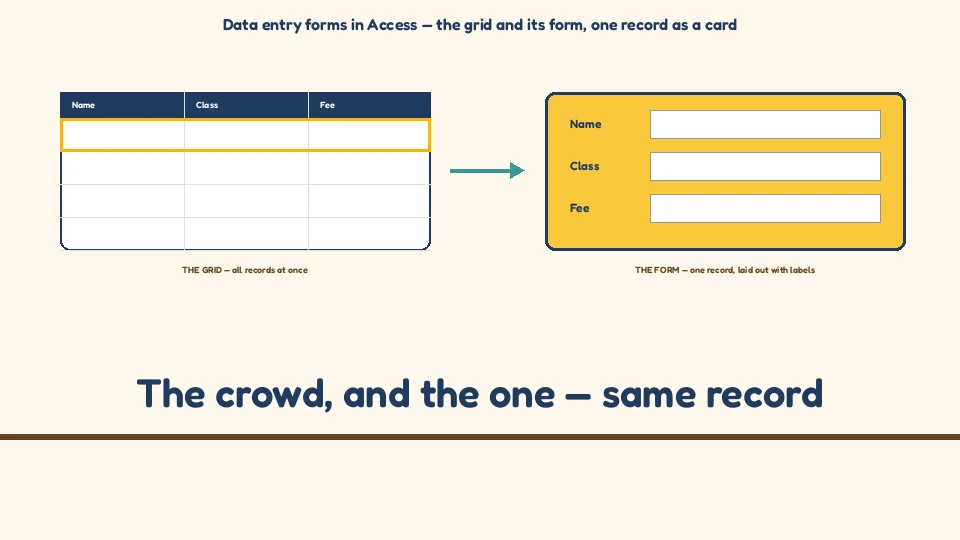 Data entry forms in Access — the grid and its form, one record as a card
Name Class Fee
Name
Class
Fee
THE GRID — all records at once
THE FORM — one record, laid out with labels
The crowd, and the one — same record